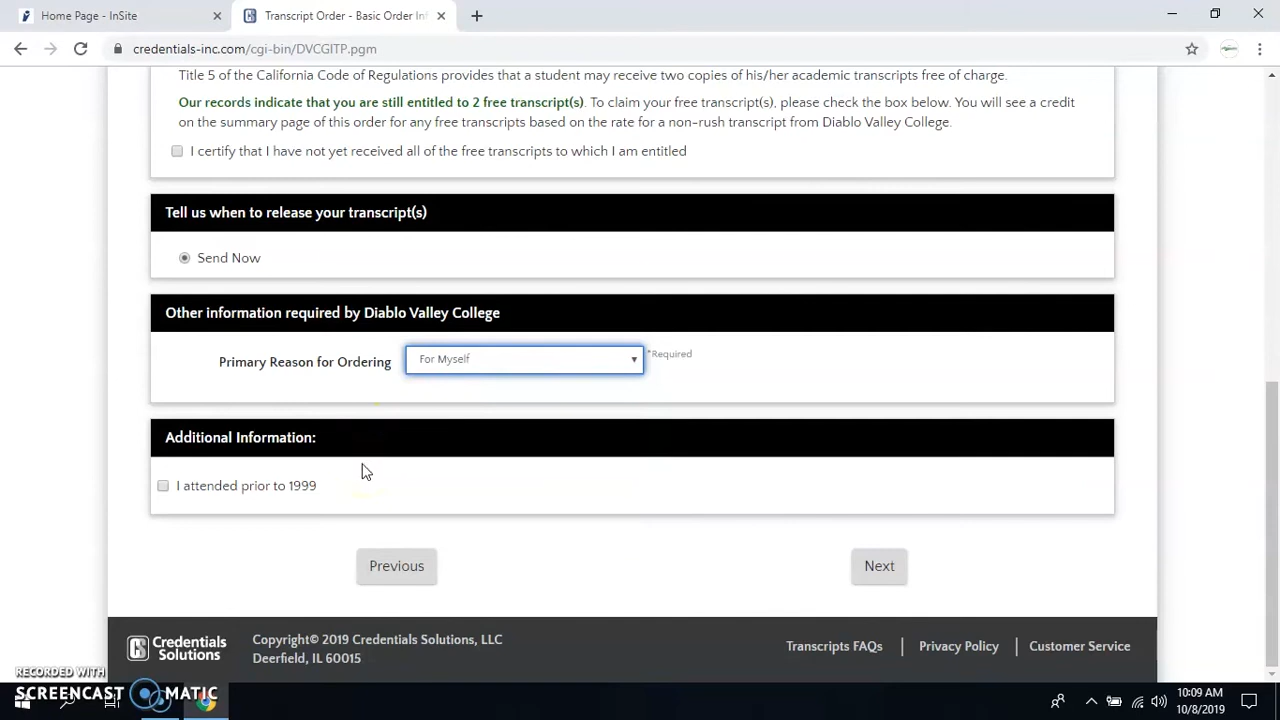 Home Page - InSite
Transcript Order - Basic Order Inf
credentials-inc.com/cgi-bin/DVCGITP.pgm
Title 5 of the California Code of Regulations provides that a student may receive two copies of his/her academic transcripts free of charge.
Our records indicate that you are still entitled to 2 free transcript(s). To claim your free transcript(s), please check the box below. You will see a credit
on the summary page of this order for any free transcripts based on the rate for a non-rush transcript from Diablo Valley College.
I certify that I have not yet received all of the free transcripts to which I am entitled
Tell us when to release your transcript(s)
Send Now
Other information required by Diablo Valley College
Primary Reason for Ordering For Myself *Required
Additional Information:
I attended prior to 1999
Previous Next
Credentials Solutions
Copyright© 2019 Credentials Solutions, LLC
Deerfield, IL 60015
Transcripts FAQs | Privacy Policy | Customer Service
RECORDED WITH
SCREENCAST MATIC
10:09 AM
10/8/2019